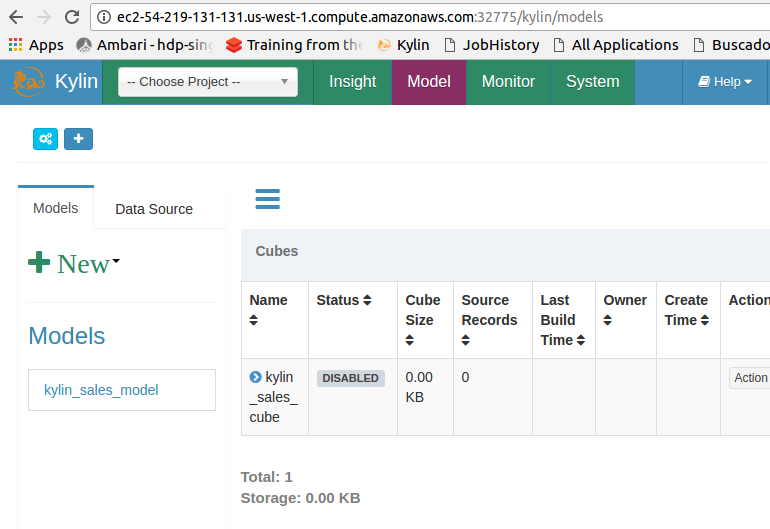 ec2-54-219-131-131.us-west-1.compute.amazonaws.com:32775/kylin/models
Apps Ambari - hdp-sing Training from the Kylin JobHistory All Applications Buscado
Kylin -- Choose Project -- Insight Model Monitor System Help
Models Data Source
New
Models
kylin_sales_model
Cubes
Name Status Cube Size Source Records Last Build Time Owner Create Time Action
kylin_sales_cube DISABLED 0.00 KB 0 Action
Total: 1
Storage: 0.00 KB